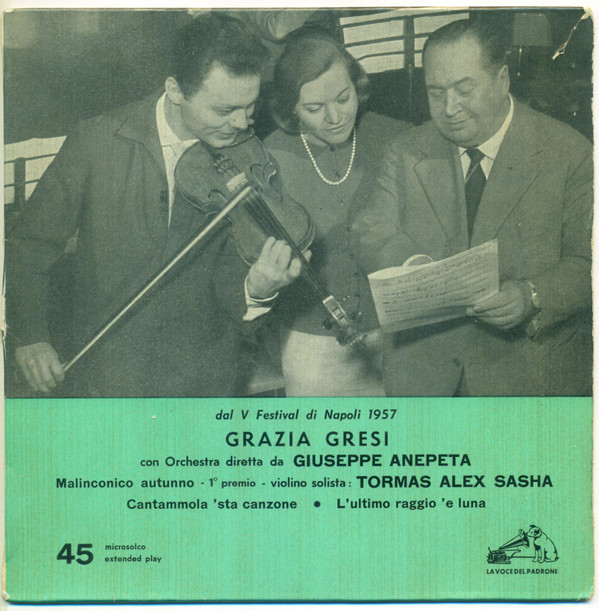 dal V Festival di Napoli 1957
GRAZIA GRESI
con Orchestra diretta da GIUSEPPE ANEPETA
Malinconico autunno - 1° premio - violino solista: TORMAS ALEX SASHA
Cantammola 'sta canzone • L'ultimo raggio 'e luna
45 microsolco
extended play
LA VOCE DEL PADRONE